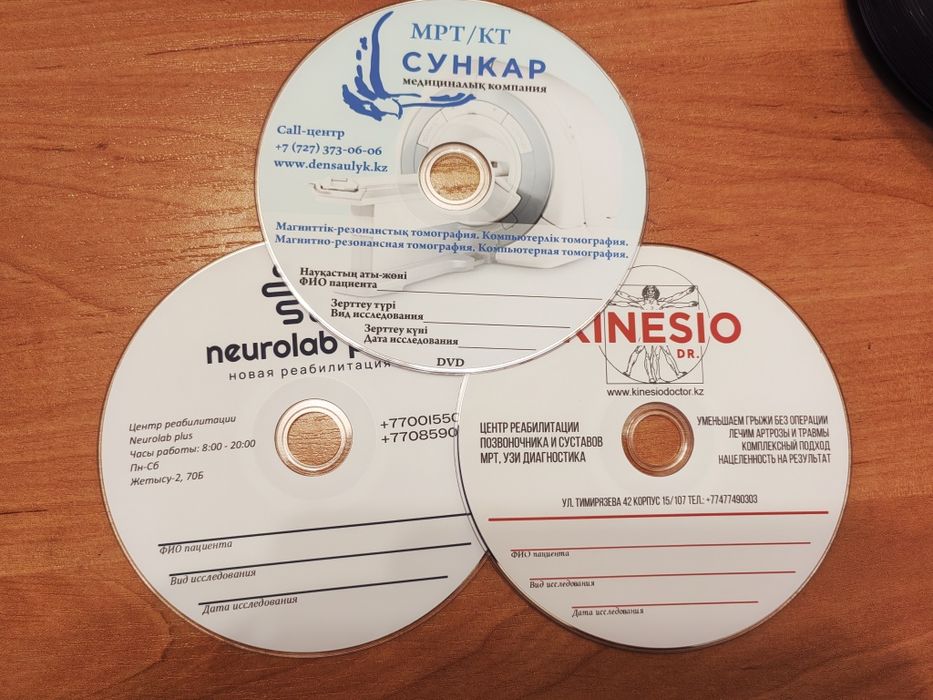 МРТ/КТ
СУНКАР
медициналық компания
Call-центр
+7 (727) 373-06-06
www.densaulyk.kz
Магниттік-резонанстық томография. Компьютерлік томография.
Магнитно-резонансная томография. Компьютерная томография.
Науқастың аты-жөні
ФИО пациента
Зерттеу түрі
Вид исследования
Зерттеу күні
Дата исследования
DVD
neurolab
новая реабилитация
Центр реабилитации
Neurolab plus
Часы работы: 8:00 - 20:00
Пн-Сб
Жетысу-2, 70Б
+7700155
+7708590
ФИО пациента
Вид исследования
Дата исследования
KINESIO
DR.
www.kinesiodoctor.kz
ЦЕНТР РЕАБИЛИТАЦИИ
ПОЗВОНОЧНИКА И СУСТАВОВ
МРТ, УЗИ ДИАГНОСТИКА
УМЕНЬШАЕМ ГРЫЖИ БЕЗ ОПЕРАЦИИ
ЛЕЧИМ АРТРОЗЫ И ТРАВМЫ
КОМПЛЕКСНЫЙ ПОДХОД
НАЦЕЛЕННОСТЬ НА РЕЗУЛЬТАТ
УЛ. ТИМИРЯЗЕВА 42 КОРПУС 15/107 ТЕЛ.: +77477490303
ФИО пациента
Вид исследования
Дата исследования